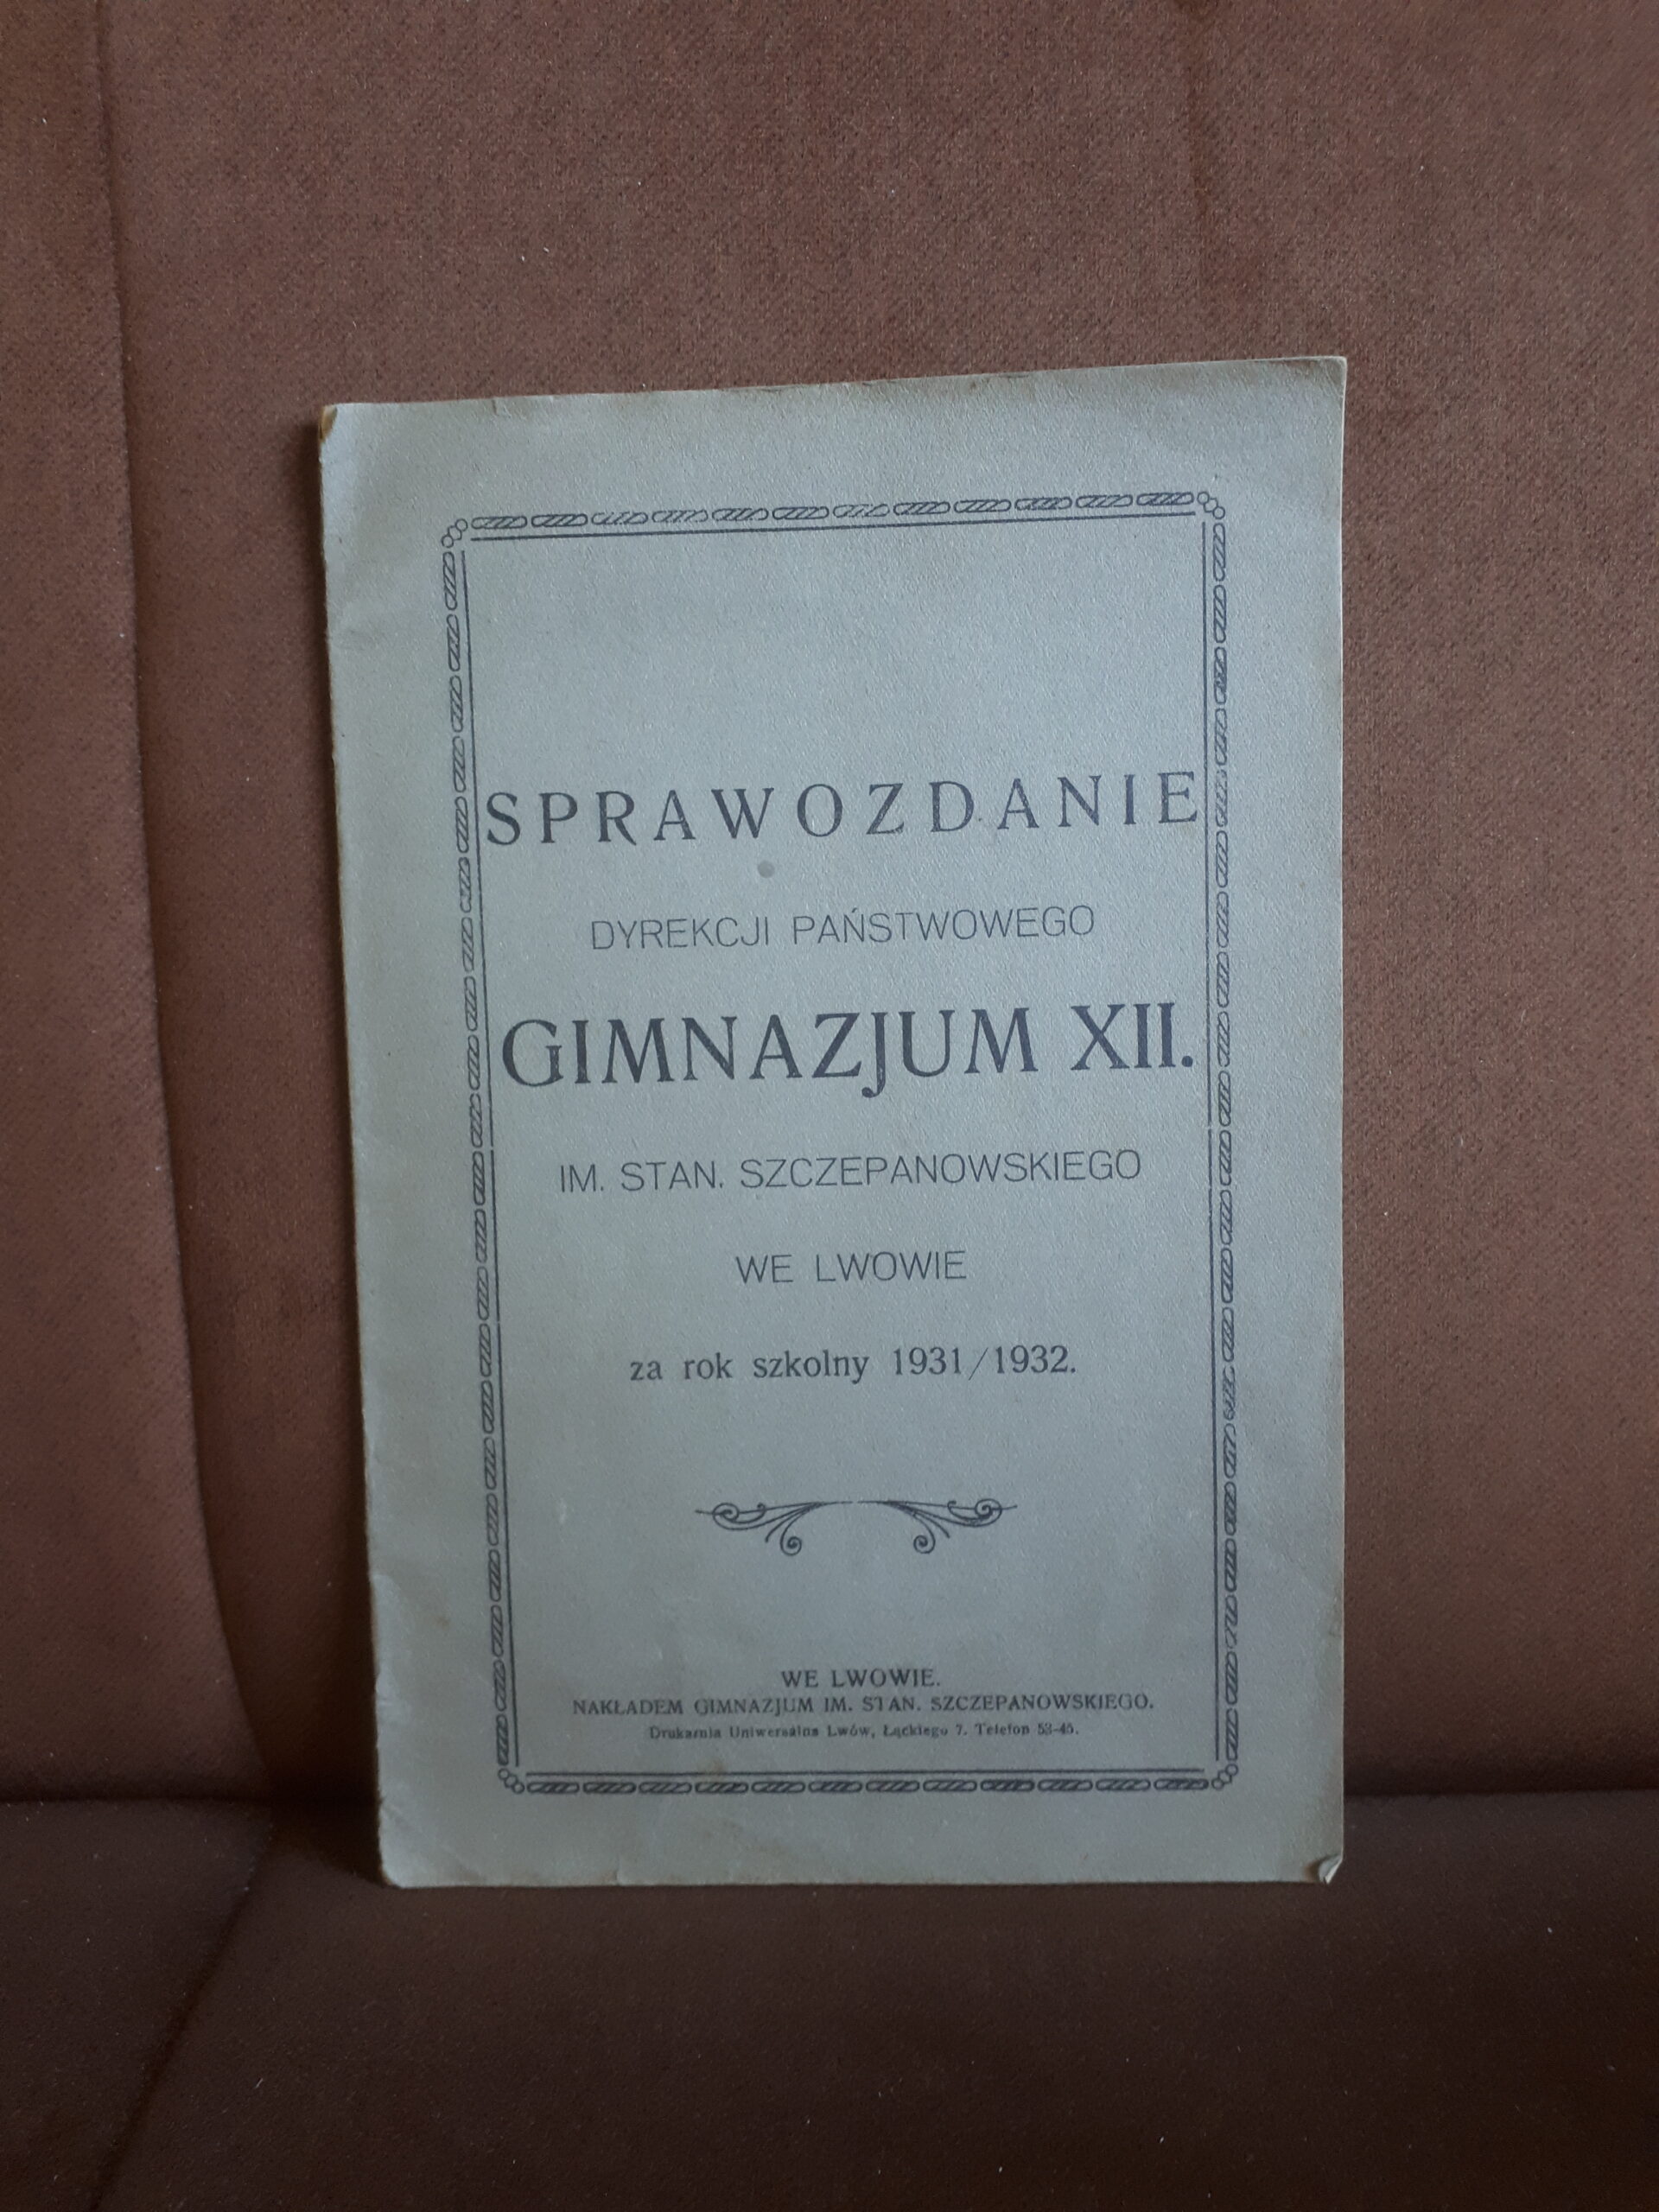 SPRAWOZDANIE
DYREKCJI PAŃSTWOWEGO
GIMNAZJUM XII.
IM. STAN. SZCZEPANOWSKIEGO
WE LWOWIE
za rok szkolny 1931/1932.
WE LWOWIE.
NAKŁADEM GIMNAZJUM IM. STAN. SZCZEPANOWSKIEGO.
Drukarnia Uniwersalna Lwów, Łąckiego 7. Telefon 53-45.